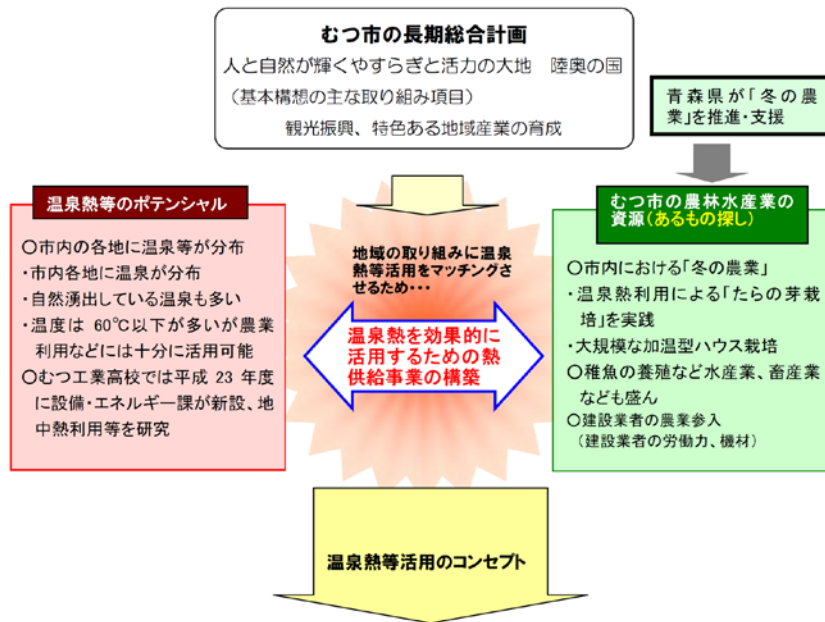 むつ市の長期総合計画
人と自然が輝くやすらぎと活力の大地　陸奥の国
（基本構想の主な取り組み項目）
観光振興、特色ある地域産業の育成
青森県が「冬の農
業」を推進・支援
温泉熱等のポテンシャル
〇市内の各地に温泉等が分布
・市内各地に温泉が分布
・自然湧出している温泉も多い
・温度は 60℃以下が多いが農業
利用などには十分に活用可能
〇むつ工業高校では平成 23 年度
に設備・エネルギー課が新設、地
中熱利用等を研究
地域の取り組みに温泉
熱等活用をマッチングさ
せるため・・・
温泉熱を効果的に
活用するための熱
供給事業の構築
むつ市の農林水産業の
資源(あるもの探し)
〇市内における「冬の農業」
・温泉熱利用による「たらの芽栽
培」を実践
・大規模な加温型ハウス栽培
〇稚魚の養殖など水産業、畜産業
なども盛ん
〇建設業者の農業参入
（建設業者の労働力、機材）
温泉熱等活用のコンセプト